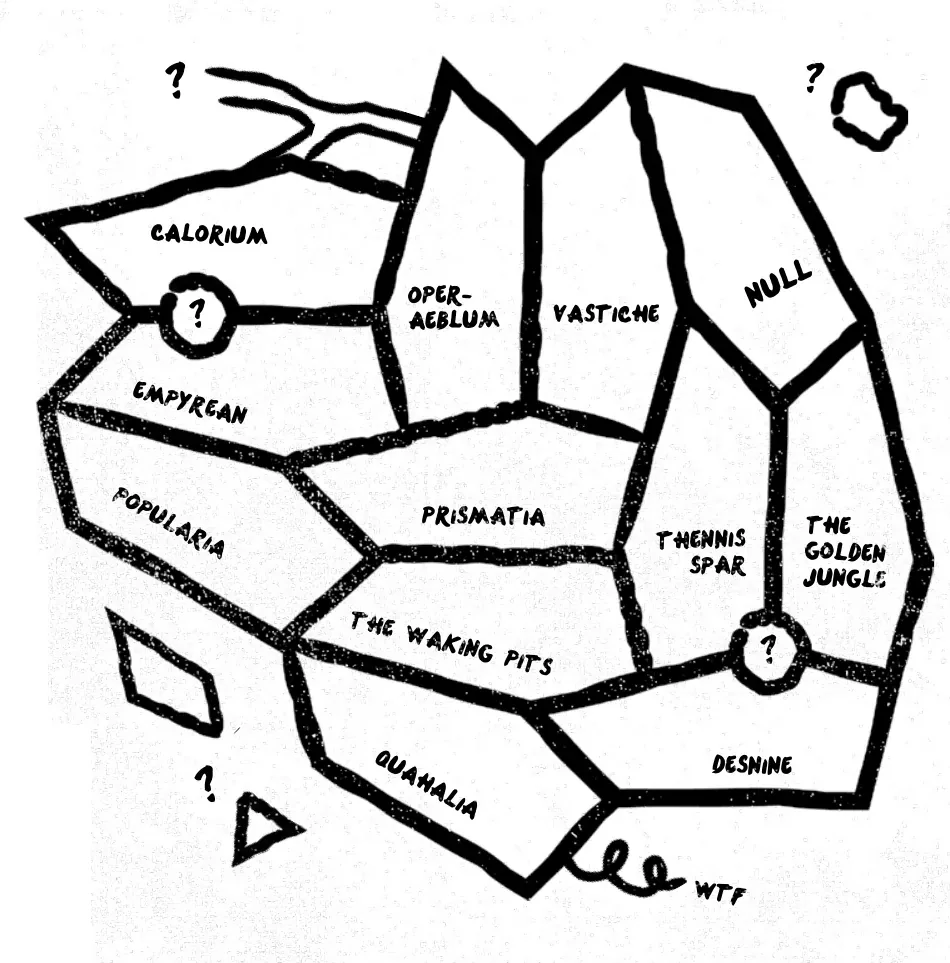 ?
?
CALORIUM
NULL
OPER-
AEBLUM
VASTICHE
?
EMPYREAN
POPULARIA
PRISMATIA
THENNIS
SPAR
THE
GOLDEN
JUNGLE
THE WAKING PITS
?
QUAHALIA
DESNINE
?
WTF